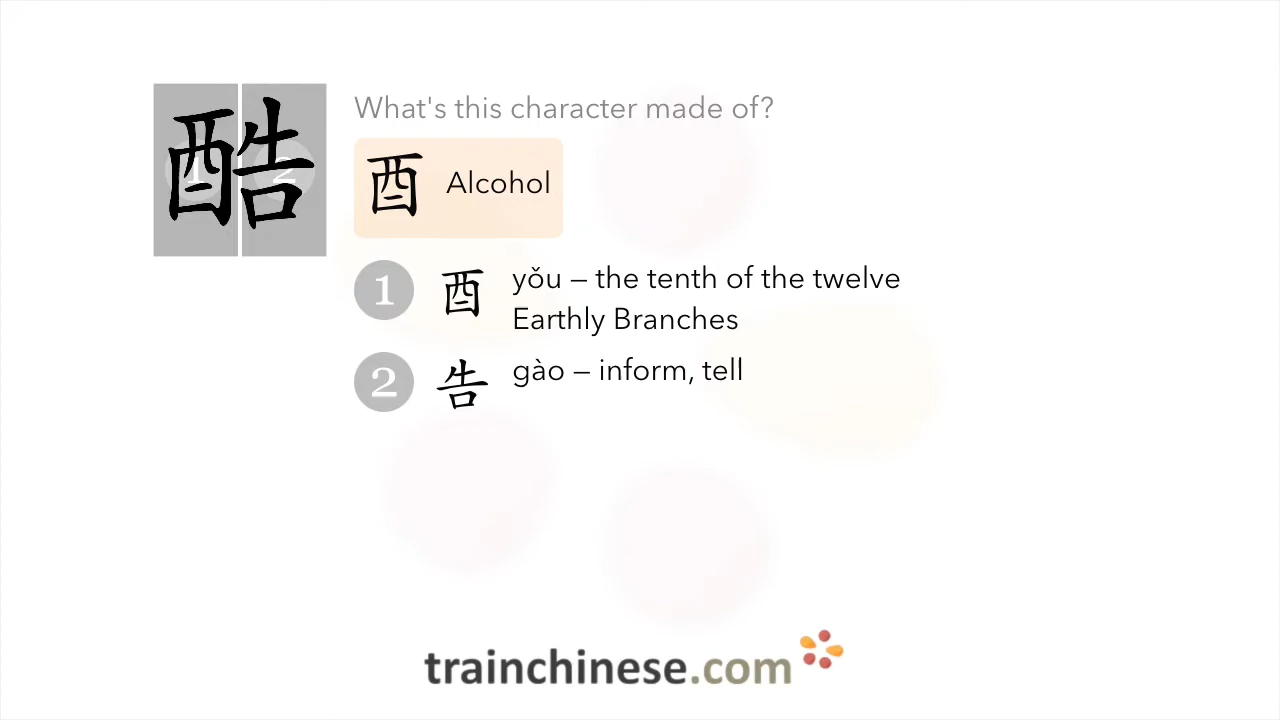 酷
What's this character made of?
酉 Alcohol
1 酉 yǒu – the tenth of the twelve
Earthly Branches
2 告 gào – inform, tell
trainchinese.com